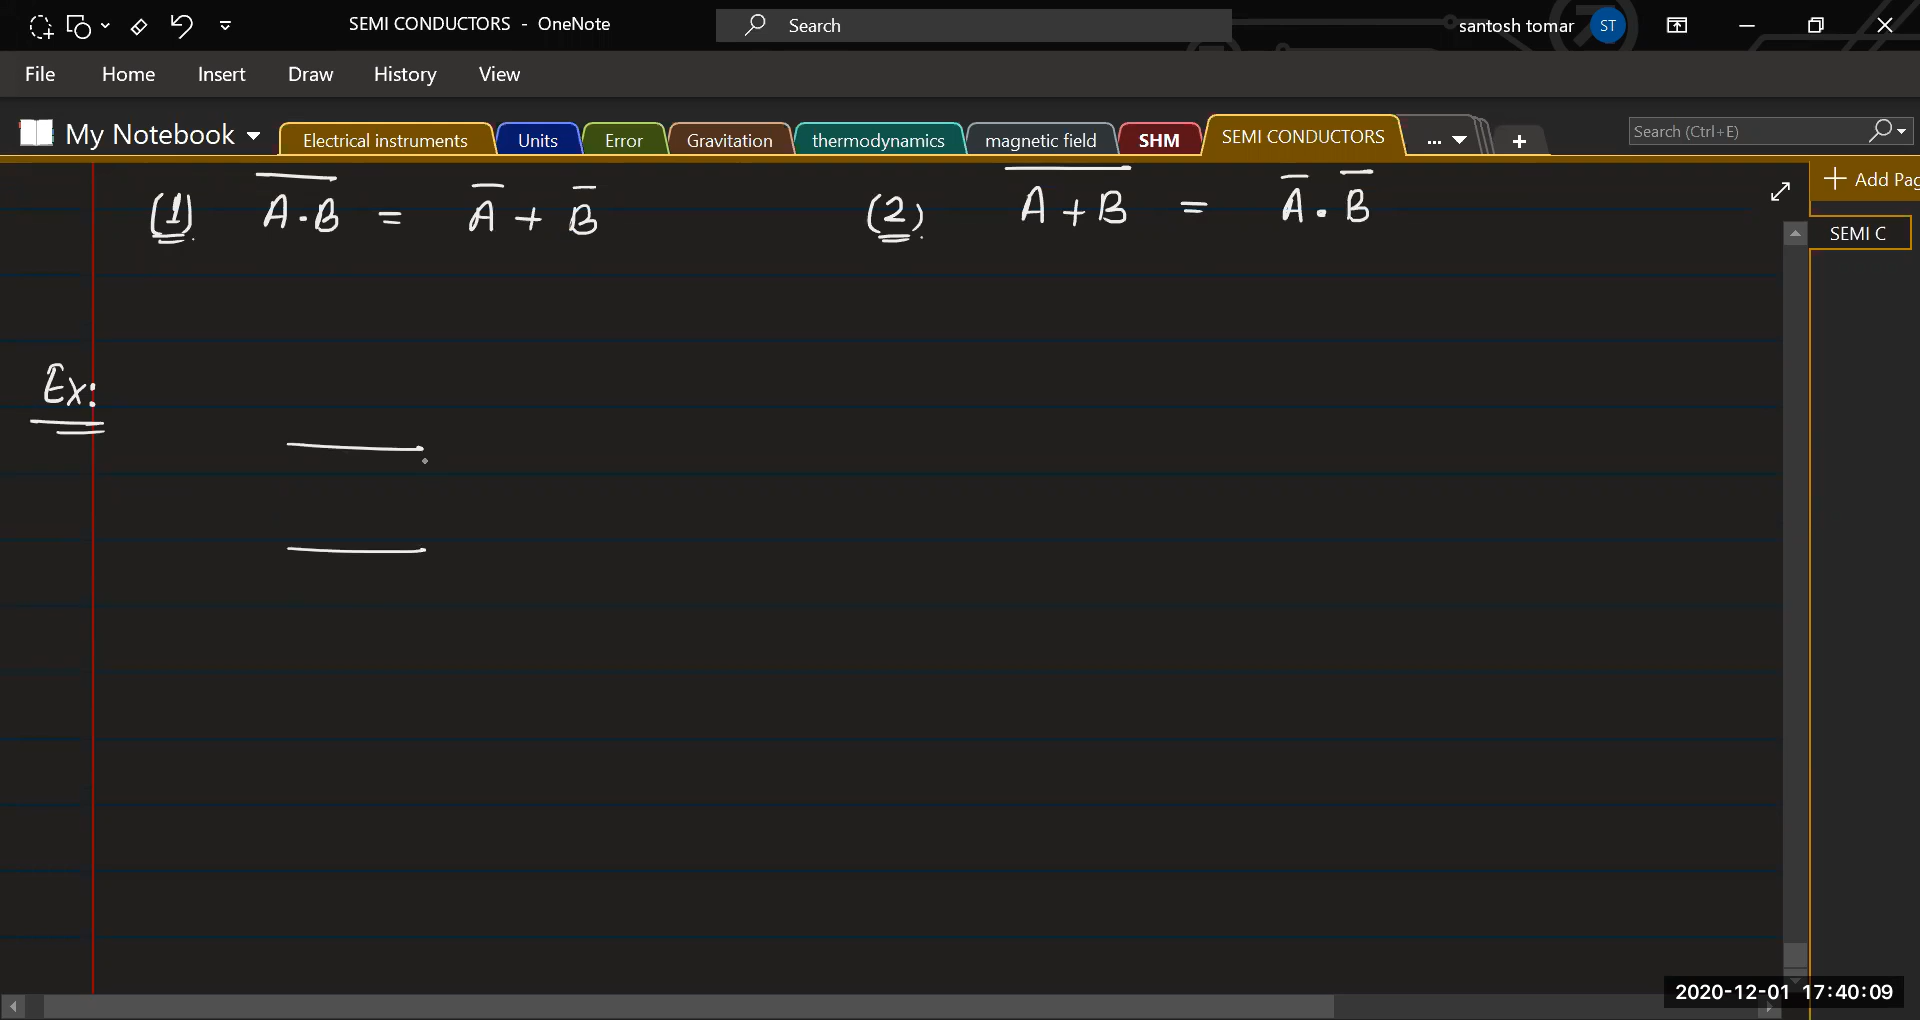 SEMI CONDUCTORS - OneNote
Search
santosh tomar ST
File Home Insert Draw History View
My Notebook
Electrical instruments Units Error Gravitation thermodynamics magnetic field SHM SEMI CONDUCTORS ... +
Search (Ctrl+E)
Add Pag
SEMI C
(1) A̅·̅B̅ = A̅ + B̅ (2) A̅ ̅+̅ ̅B̅ = A̅ . B̅
Ex:
2020-12-01 17:40:09